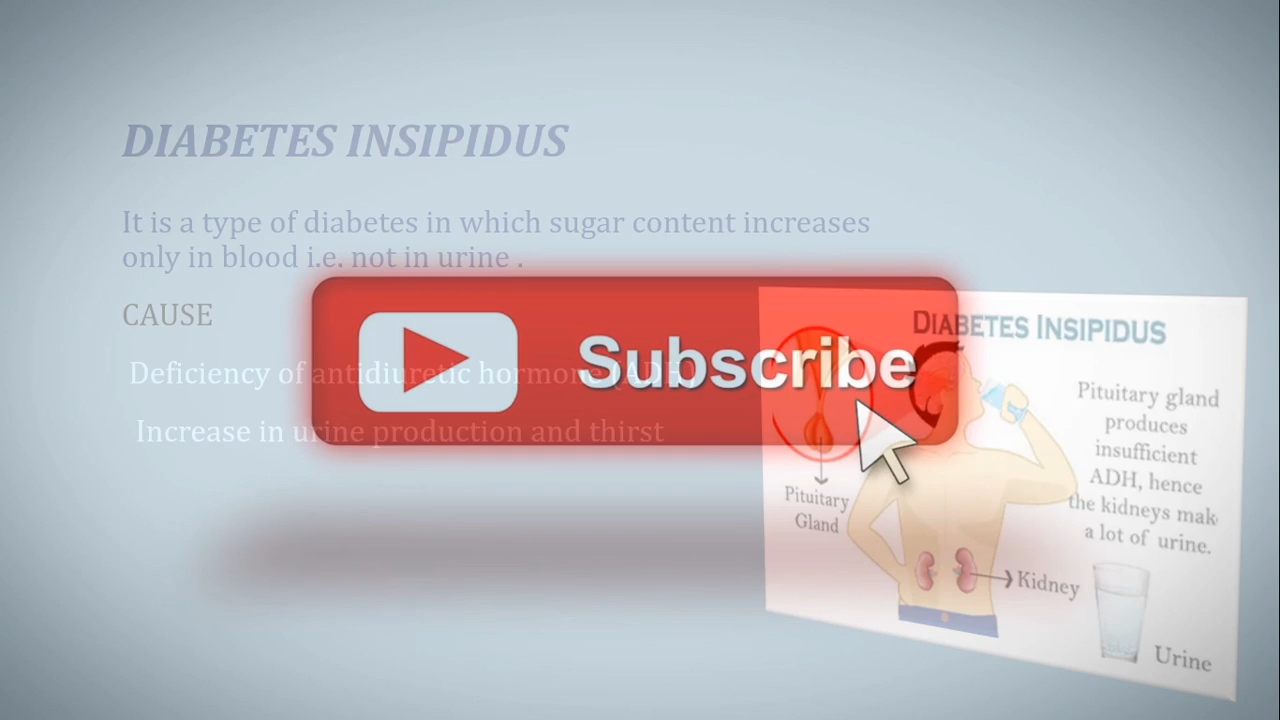 DIABETES INSIPIDUS
It is a type of diabetes in which sugar content increases
only in blood i.e. not in urine .
CAUSE
Deficiency of antidiuretic hormone (ADH)
Increase in urine production and thirst
Subscribe
DIABETES INSIPIDUS
Pituitary gland
produces
insufficient
ADH, hence
the kidneys mak
a lot of urine.
Pituitary
Gland
Kidney
Urine